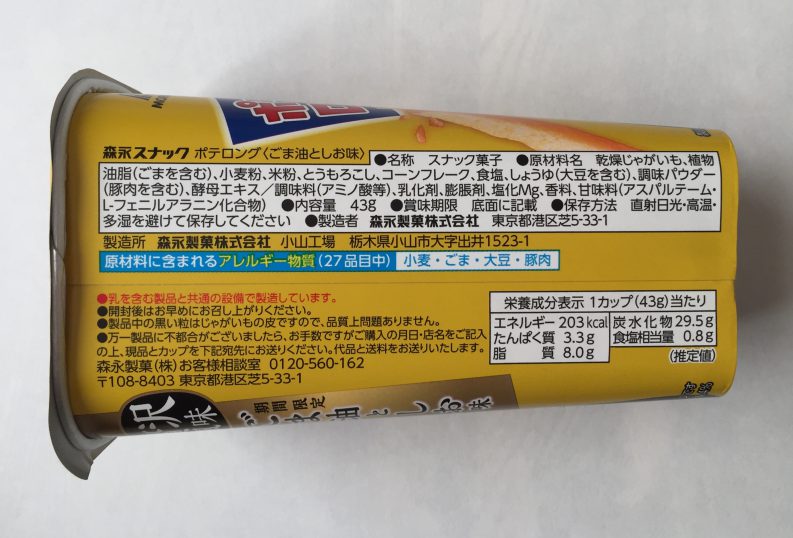 森永スナック ポテロング〈ごま油としお味〉 ●名称 スナック菓子 ●原材料名 乾燥じゃがいも、植物
油脂(ごまを含む)、小麦粉、米粉、とうもろこし、コーンフレーク、食塩、しょうゆ(大豆を含む)、調味パウダー
(豚肉を含む)、酵母エキス／調味料(アミノ酸等)、乳化剤、膨脹剤、塩化Mg、香料、甘味料(アスパルテーム・
L-フェニルアラニン化合物) ●内容量 43g ●賞味期限 底面に記載 ●保存方法 直射日光・高温・
多湿を避けて保存してください ●製造者 森永製菓株式会社 東京都港区芝5-33-1
製造所 森永製菓株式会社 小山工場 栃木県小山市大字出井1523-1
原材料に含まれるアレルギー物質(27品目中) 小麦・ごま・大豆・豚肉
●乳を含む製品と共通の設備で製造しています。
●開封後はお早めにお召し上がりください。
●製品中の黒い粒はじゃがいもの皮ですので、品質上問題ありません。
●万一製品に不都合がございましたら、お手数ですがご購入の月日・店名をご記入
の上、現品とカップを下記宛先にお送りください。代品と送料をお送りいたします。
森永製菓(株)お客様相談室 0120-560-162
〒108-8403 東京都港区芝5-33-1
栄養成分表示 1カップ(43g)当たり
エネルギー 203kcal 炭水化物 29.5g
たんぱく質 3.3g 食塩相当量 0.8g
脂質 8.0g (推定値)
期間限定
ごま油としお味